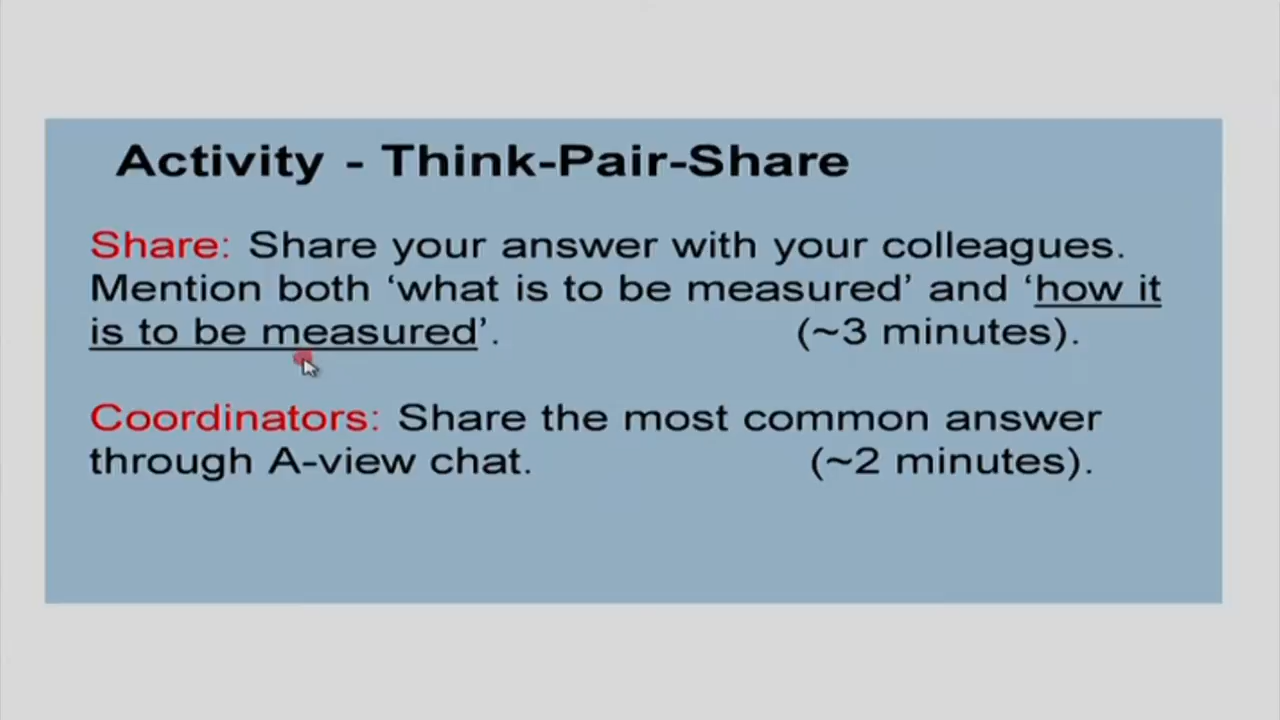 Activity - Think-Pair-Share
Share: Share your answer with your colleagues.
Mention both ‘what is to be measured’ and ‘how it
is to be measured’. (~3 minutes).
Coordinators: Share the most common answer
through A-view chat. (~2 minutes).